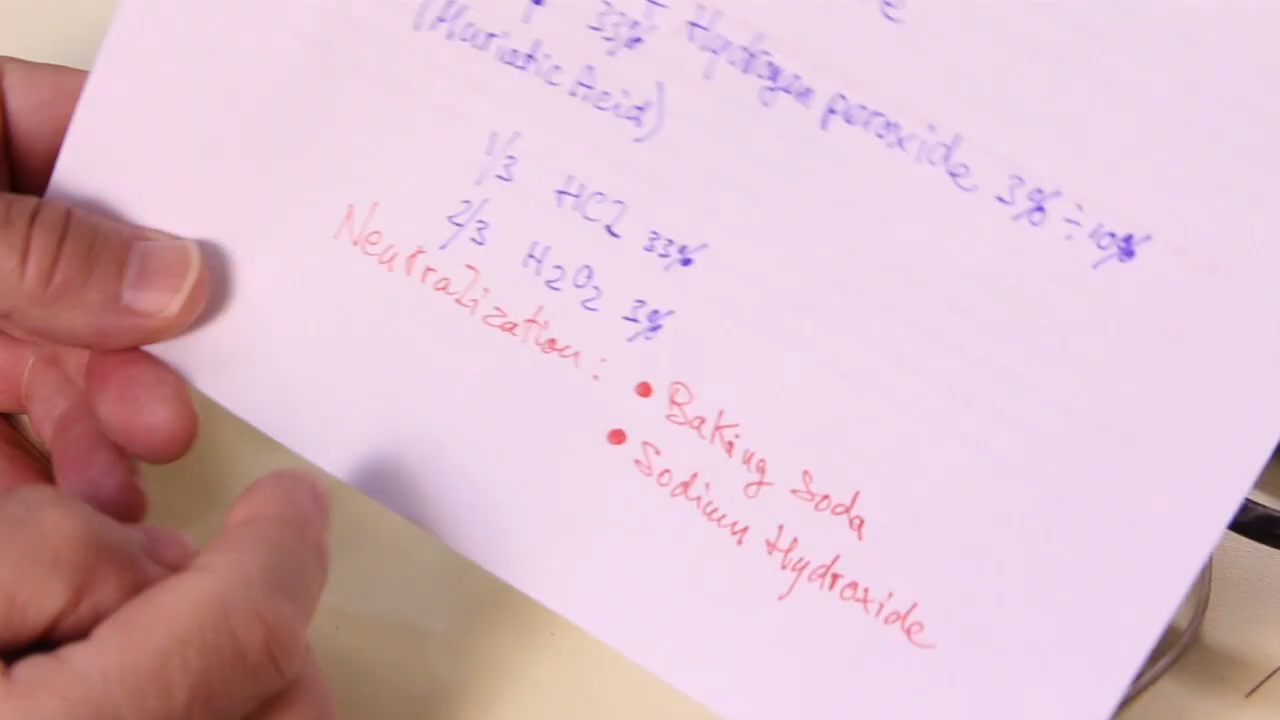 33% + Hydrogen peroxide 3% ÷ 10%
(Muriatic Acid)
1/3 HCl 33%
2/3 H2O2 3%
Neutralization:
• Baking Soda
• Sodium Hydroxide